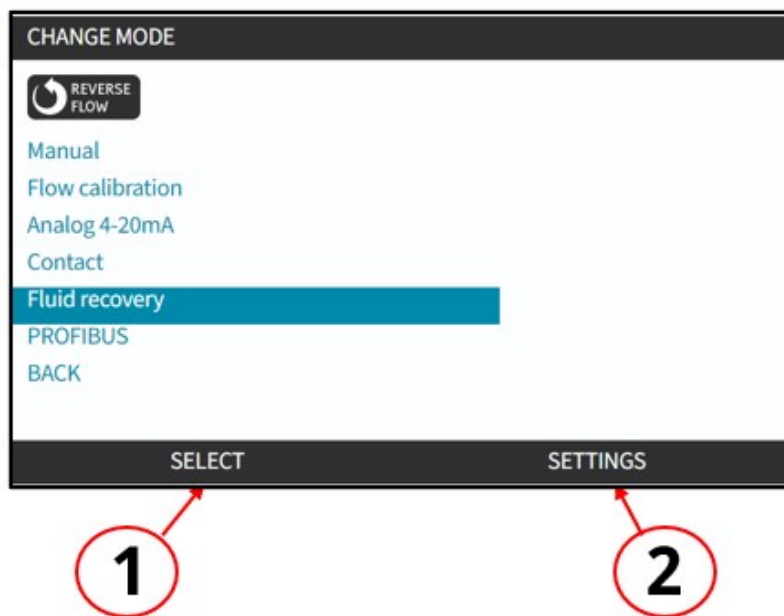 CHANGE MODE
REVERSE
FLOW
Manual
Flow calibration
Analog 4-20mA
Contact
Fluid recovery
PROFIBUS
BACK
SELECT SETTINGS
1 2